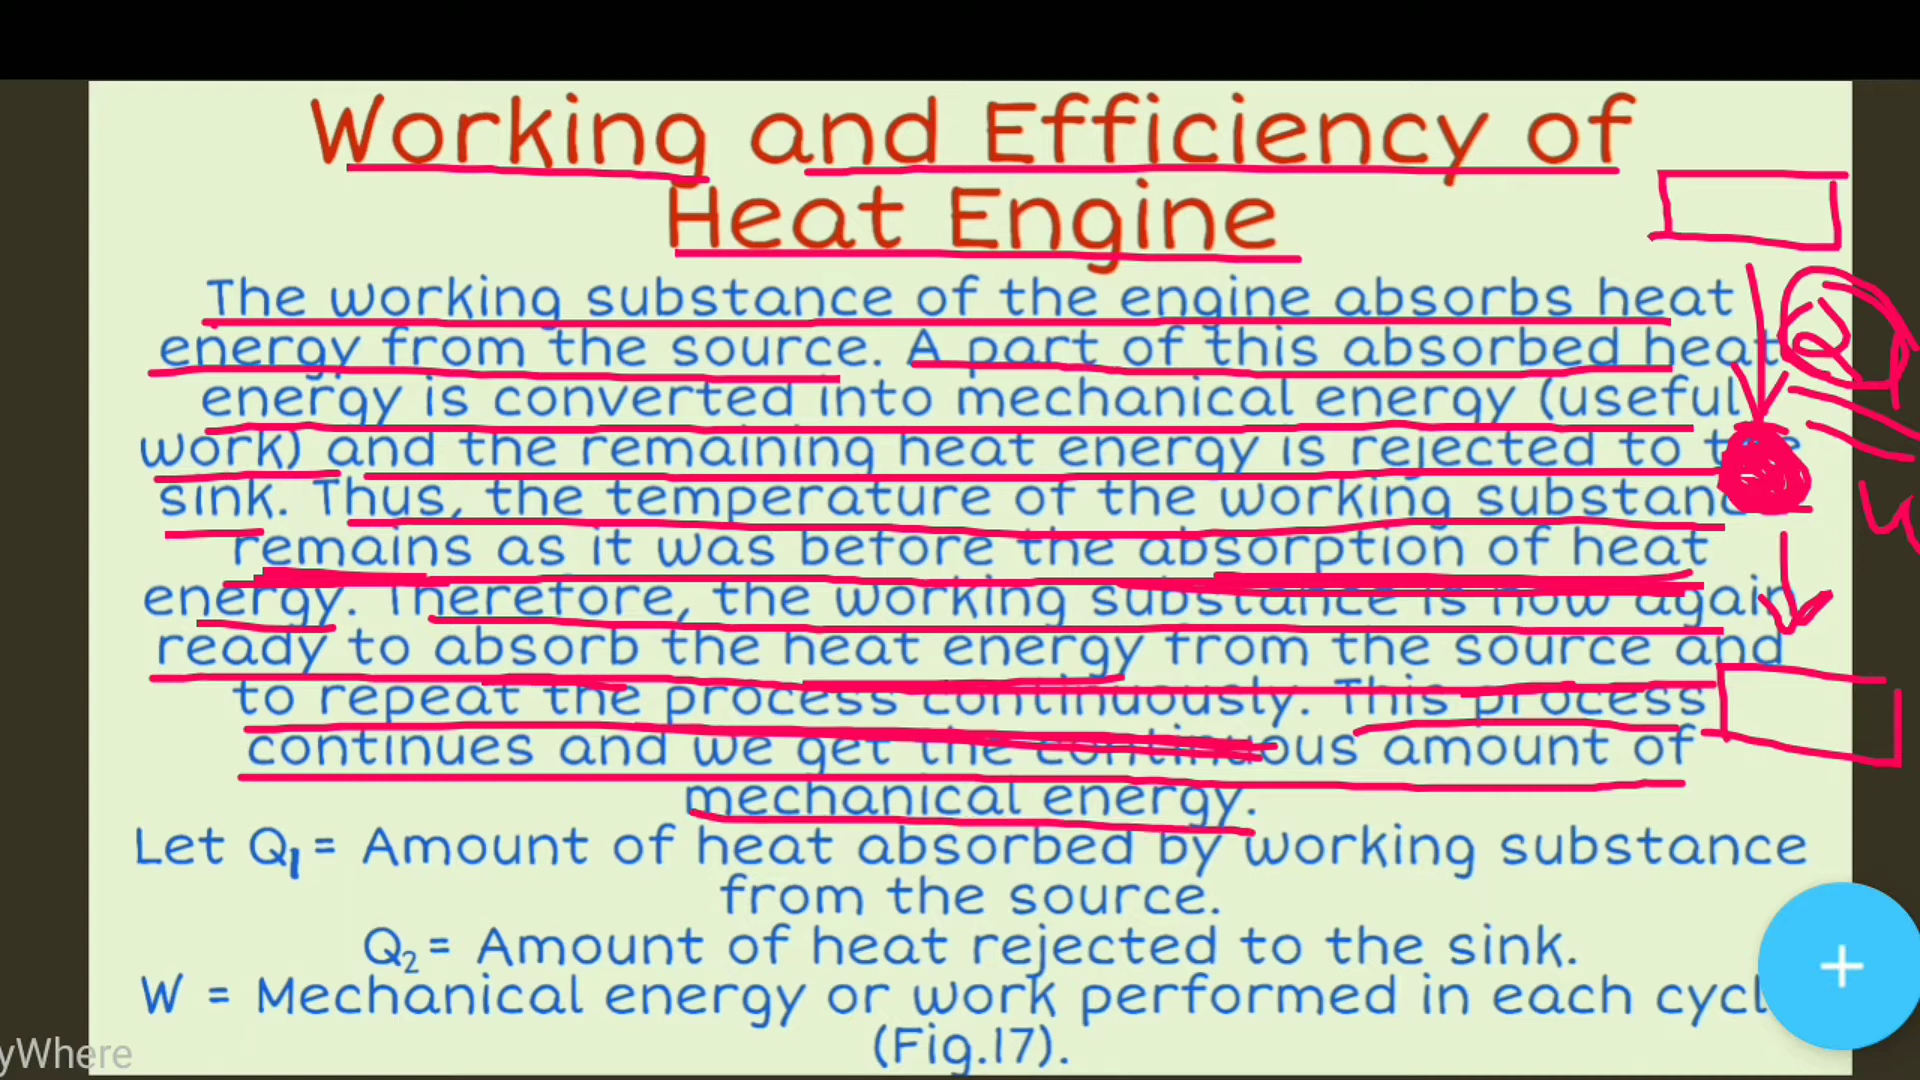 Working and Efficiency of
Heat Engine
The working substance of the engine absorbs heat
energy from the source. A part of this absorbed heat
energy is converted into mechanical energy (useful
work) and the remaining heat energy is rejected to the
sink. Thus, the temperature of the working substance
remains as it was before the absorption of heat
energy. Therefore, the working substance is now again
ready to absorb the heat energy from the source and
to repeat the process continuously. This process
continues and we get the continuous amount of
mechanical energy.
Let Q₁ = Amount of heat absorbed by working substance
from the source.
Q₂ = Amount of heat rejected to the sink.
W = Mechanical energy or work performed in each cycl
(Fig.17).
yWhere
+